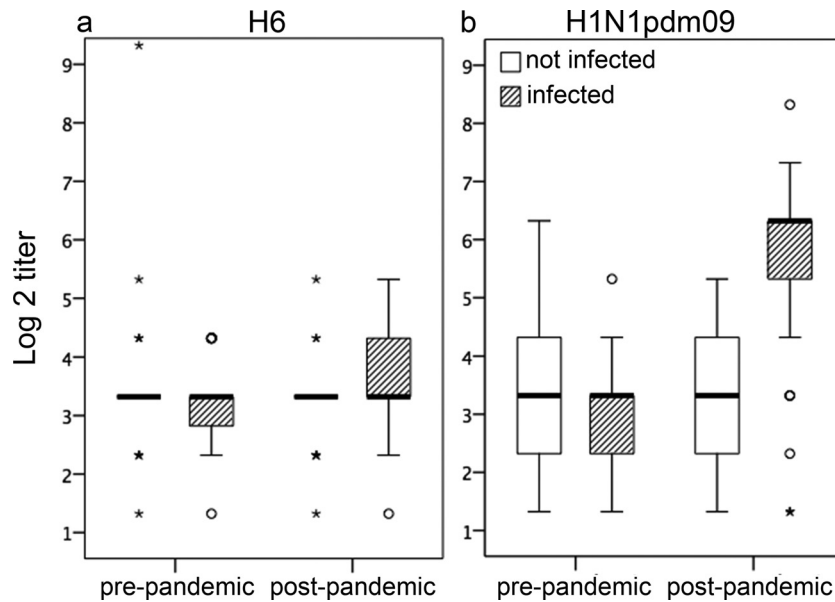 a H6
b H1N1pdm09
Log 2 titer
9
8
7
6
5
4
3
2
1
pre-pandemic post-pandemic
not infected
infected
9
8
7
6
5
4
3
2
1
pre-pandemic post-pandemic